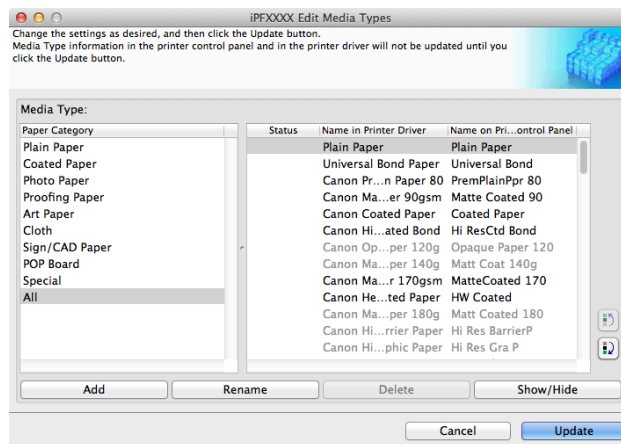 iPFXXXX Edit Media Types
Change the settings as desired, and then click the Update button.
Media Type information in the printer control panel and in the printer driver will not be updated until you
click the Update button.
Media Type:
Paper Category
Plain Paper
Coated Paper
Photo Paper
Proofing Paper
Art Paper
Cloth
Sign/CAD Paper
POP Board
Special
All
Status Name in Printer Driver Name on Pri...ontrol Panel
Plain Paper Plain Paper
Universal Bond Paper Universal Bond
Canon Pr...n Paper 80 PremPlainPpr 80
Canon Ma...er 90gsm Matte Coated 90
Canon Coated Paper Coated Paper
Canon Hi...ated Bond Hi ResCtd Bond
Canon Op...per 120g Opaque Paper 120
Canon Ma...per 140g Matt Coat 140g
Canon Ma...r 170gsm MatteCoated 170
Canon He...ted Paper HW Coated
Canon Ma...per 180g Matt Coated 180
Canon Hi...rrier Paper Hi Res BarrierP
Canon Hi...phic Paper Hi Res Gra P
Add Rename Delete Show/Hide
Cancel Update